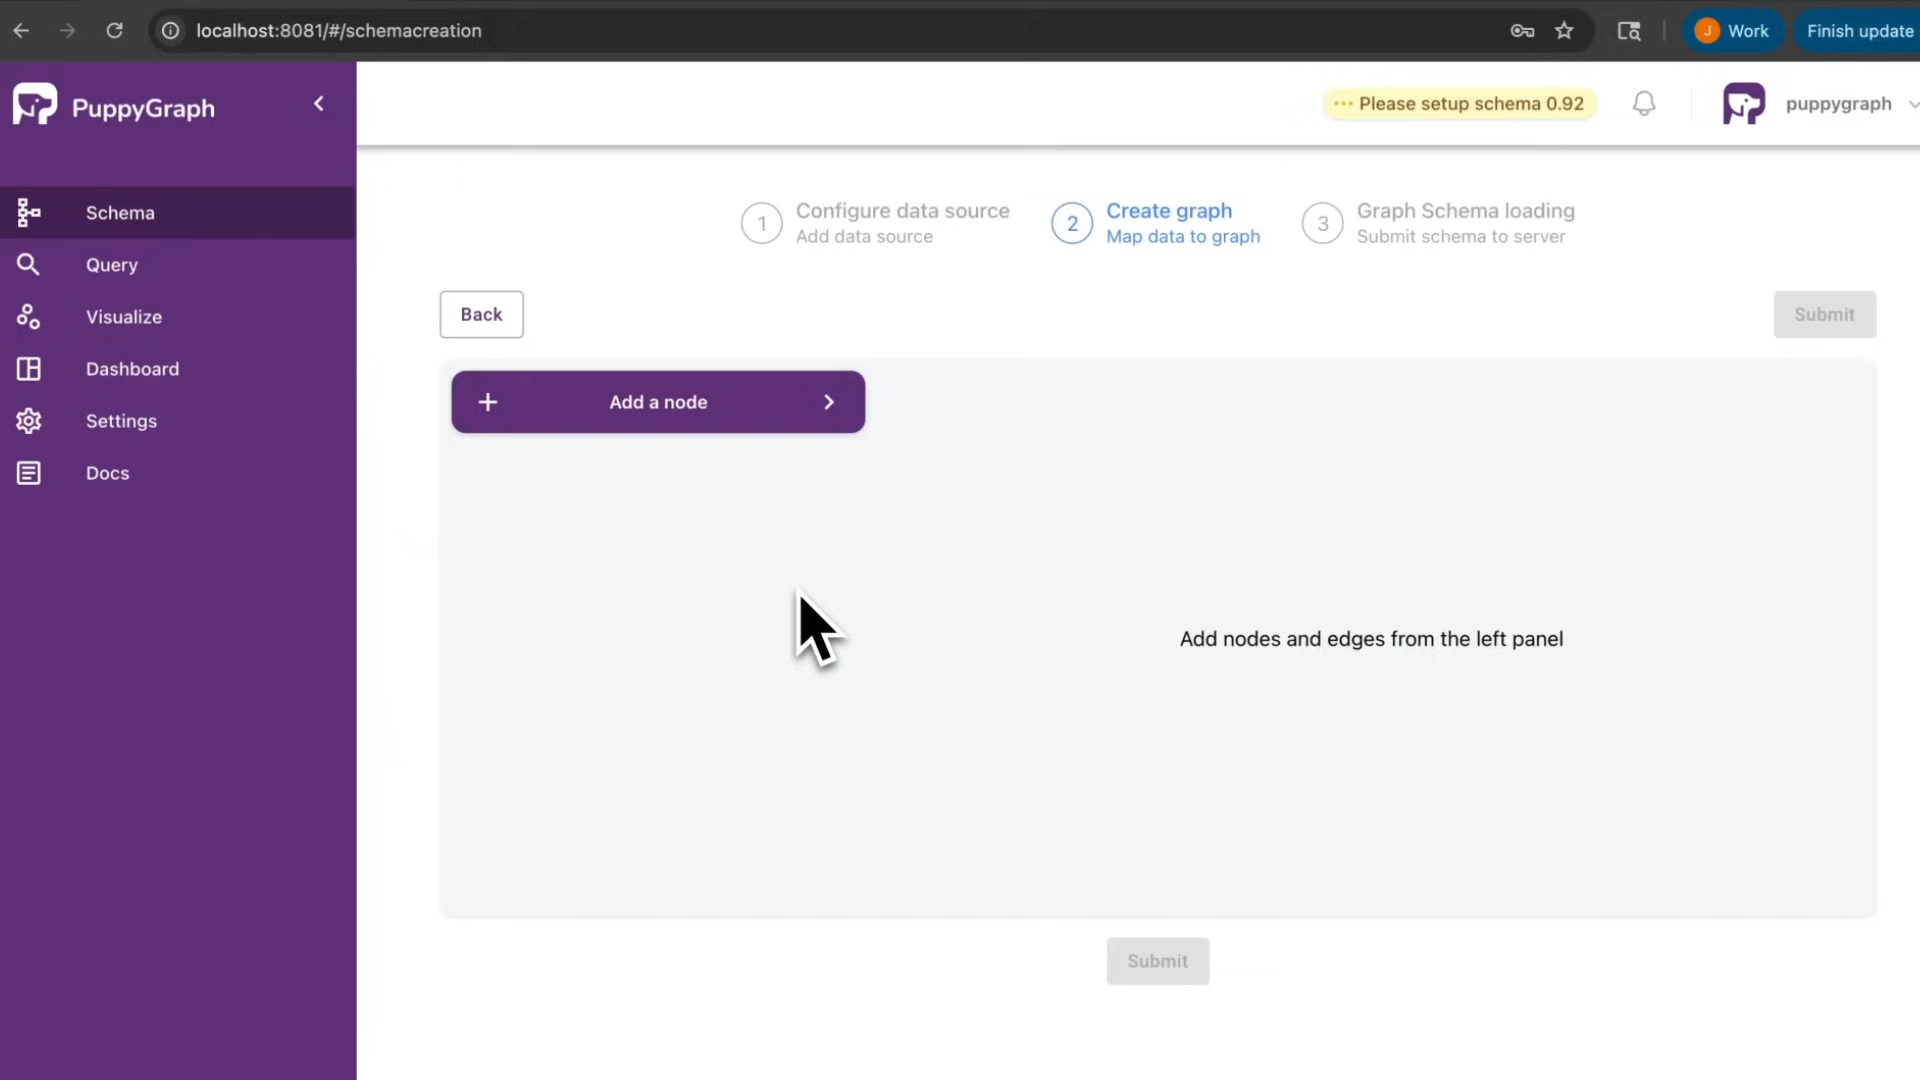 localhost:8081/#/schemacreation
J Work
Finish update
PuppyGraph
Please setup schema 0.92
puppygraph
Schema
Query
Visualize
Dashboard
Settings
Docs
1 Configure data source
Add data source
2 Create graph
Map data to graph
3 Graph Schema loading
Submit schema to server
Back
Submit
Add a node
Add nodes and edges from the left panel
Submit